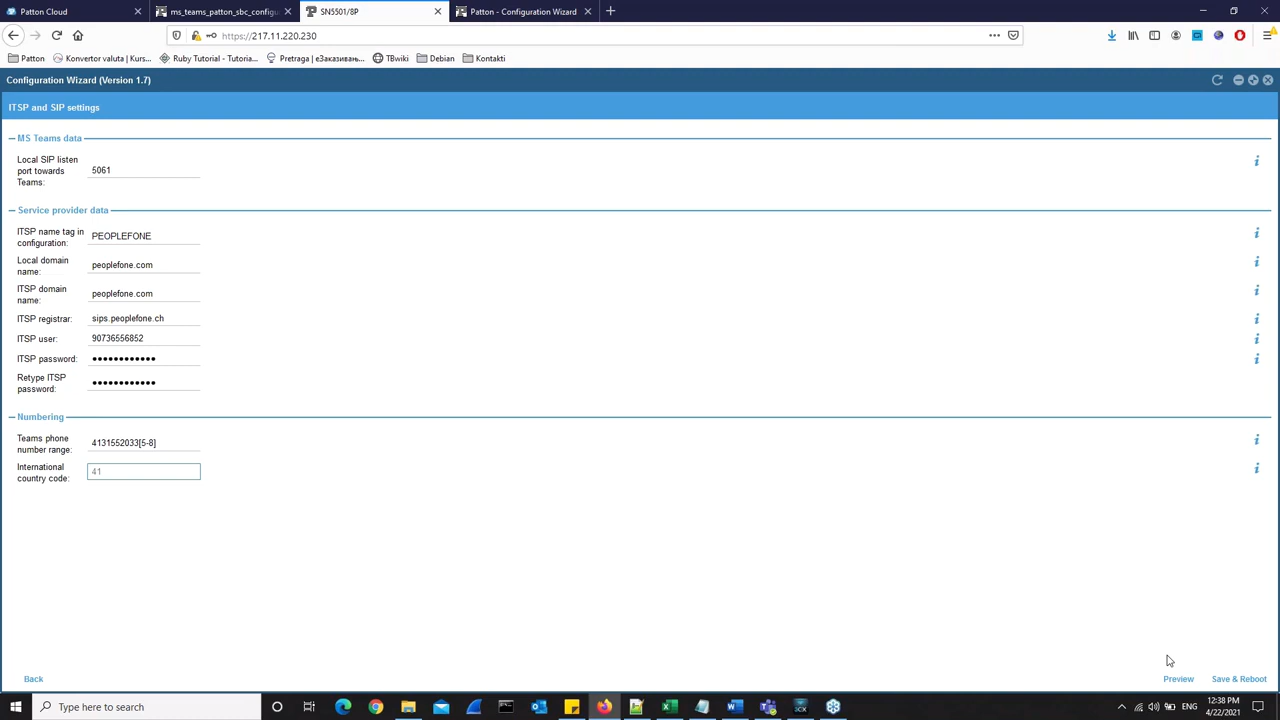 Patton Cloud
ms_teams_patton_sbc_configu
SN5501/8P
Patton - Configuration Wizard
https://217.11.220.230
Patton
Konvertor valuta | Kurs...
Ruby Tutorial - Tutoria...
Pretraga | eЗаказивањ...
TBwiki
Debian
Kontakti
Configuration Wizard (Version 1.7)
ITSP and SIP settings
MS Teams data
Local SIP listen
port towards
Teams:
5061
Service provider data
ITSP name tag in
configuration:
PEOPLEFONE
Local domain
name:
peoplefone.com
ITSP domain
name:
peoplefone.com
ITSP registrar:
sips.peoplefone.ch
ITSP user:
90736556852
ITSP password:
••••••••••••
Retype ITSP
password:
••••••••••••
Numbering
Teams phone
number range:
4131552033[5-8]
International
country code:
41
Back
Preview
Save & Reboot
Type here to search
ENG
12:38 PM
4/22/2021